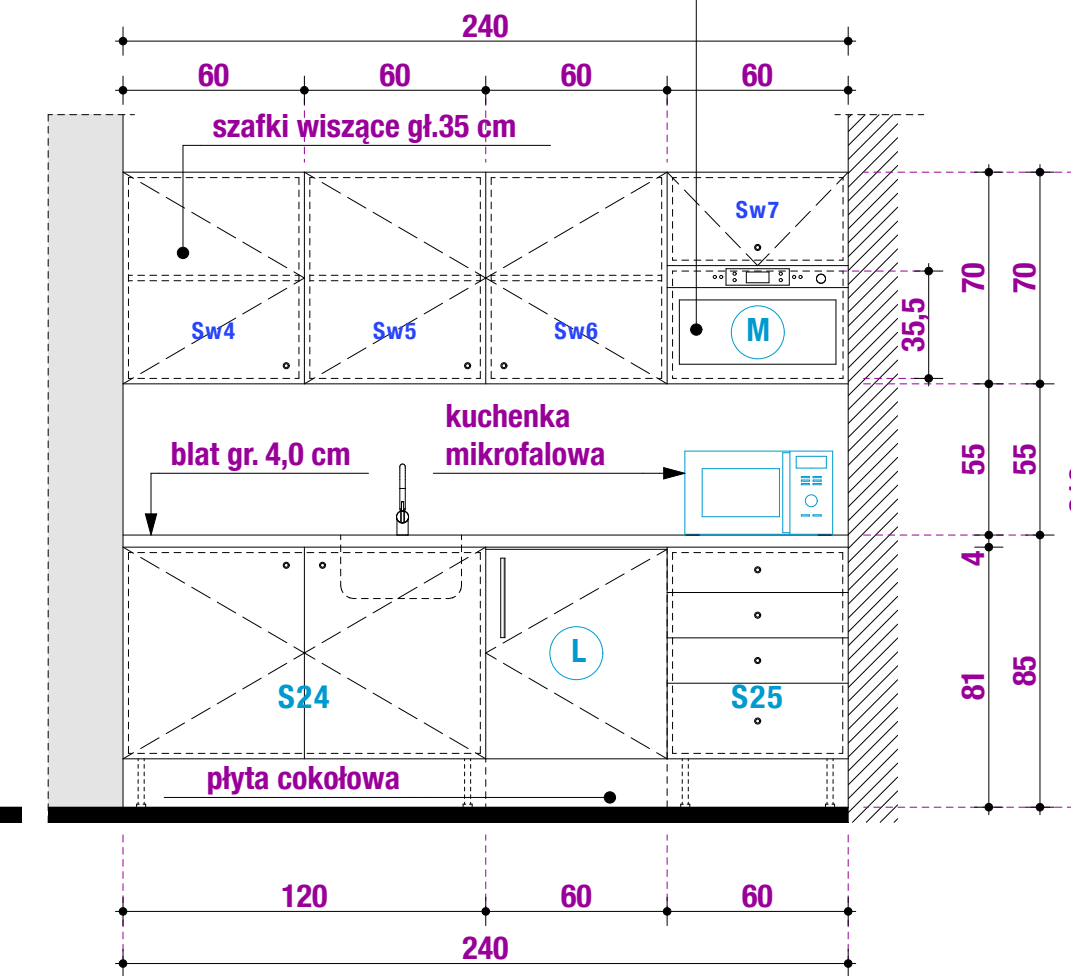 240
60 60 60 60
szafki wiszące gł.35 cm
Sw7
Sw4 Sw5 Sw6 M
35,5
70 70
kuchenka
mikrofalowa
blat gr. 4,0 cm
55 55
4
L
S24 S25
81 85
płyta cokołowa
120 60 60
240